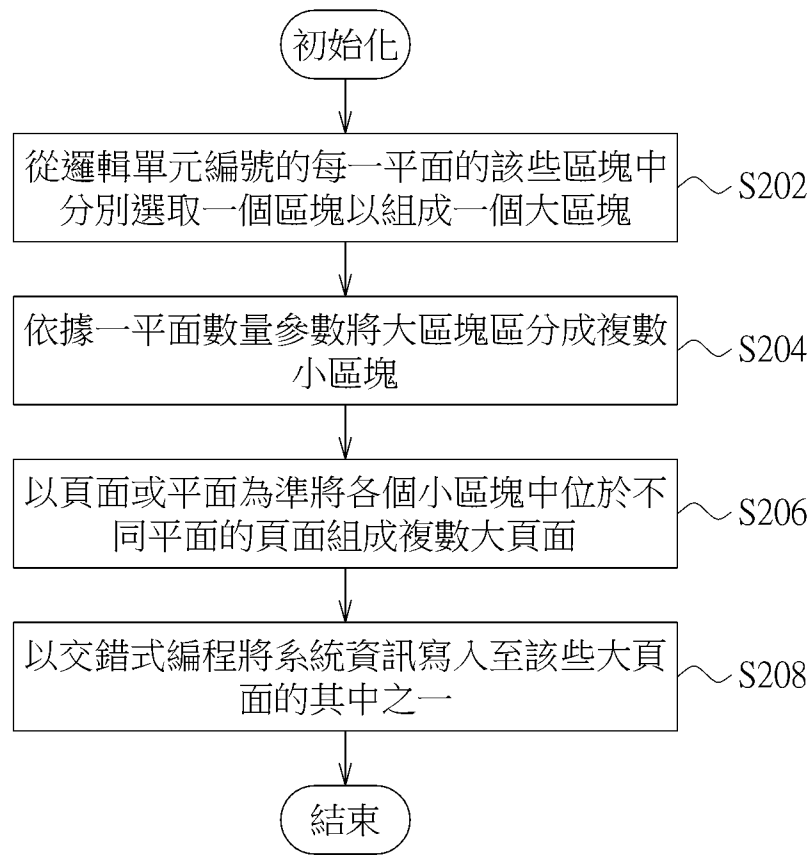 初始化
從邏輯單元編號的每一平面的該些區塊中
分別選取一個區塊以組成一個大區塊
S202
依據一平面數量參數將大區塊區分成複數
小區塊
S204
以頁面或平面為準將各個小區塊中位於不
同平面的頁面組成複數大頁面
S206
以交錯式編程將系統資訊寫入至該些大頁
面的其中之一
S208
結束